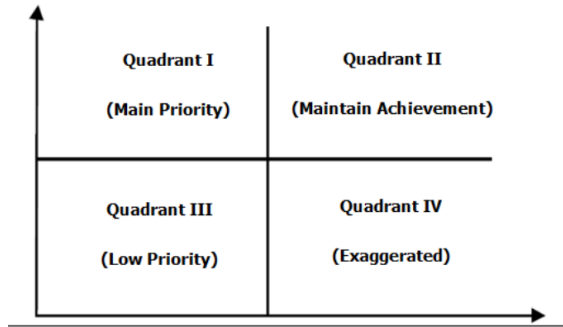 Quadrant I
(Main Priority)
Quadrant II
(Maintain Achievement)
Quadrant III
(Low Priority)
Quadrant IV
(Exaggerated)